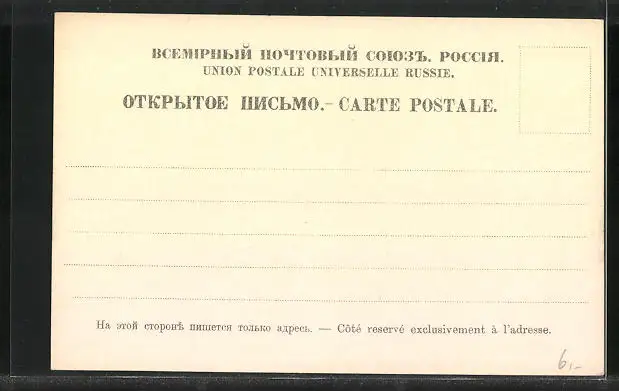 ВСЕМІРНЫЙ ПОЧТОВЫЙ СОЮЗЪ. РОССІЯ.
UNION POSTALE UNIVERSELLE RUSSIE.
ОТКРЫТОЕ ПИСЬМО.– CARTE POSTALE.
На этой сторонѣ пишется только адресъ. — Côté reservé exclusivement à l'adresse.
6,-